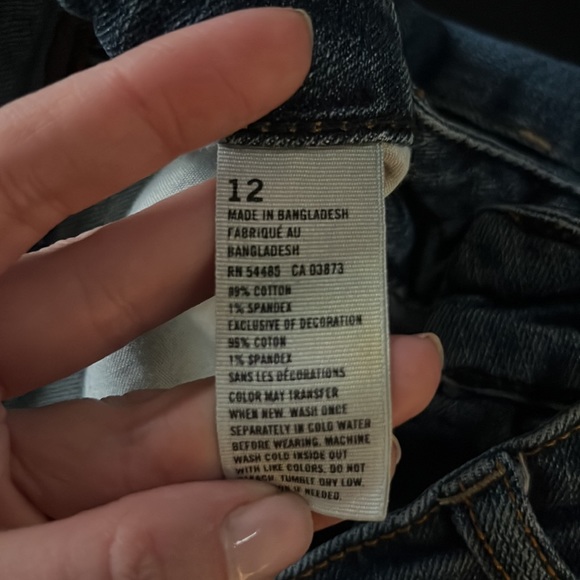 12
MADE IN BANGLADESH
FABRIQUÉ AU
BANGLADESH
RN 54485 CA 03873
99% COTTON
1% SPANDEX
EXCLUSIVE OF DECORATION
99% COTON
1% SPANDEX
SANS LES DÉCORATIONS
COLOR MAY TRANSFER
WHEN NEW. WASH ONCE
SEPARATELY IN COLD WATER
BEFORE WEARING. MACHINE
WASH COLD INSIDE OUT
WITH LIKE COLORS. DO NOT
BLEACH. TUMBLE DRY LOW.
IF NEEDED.